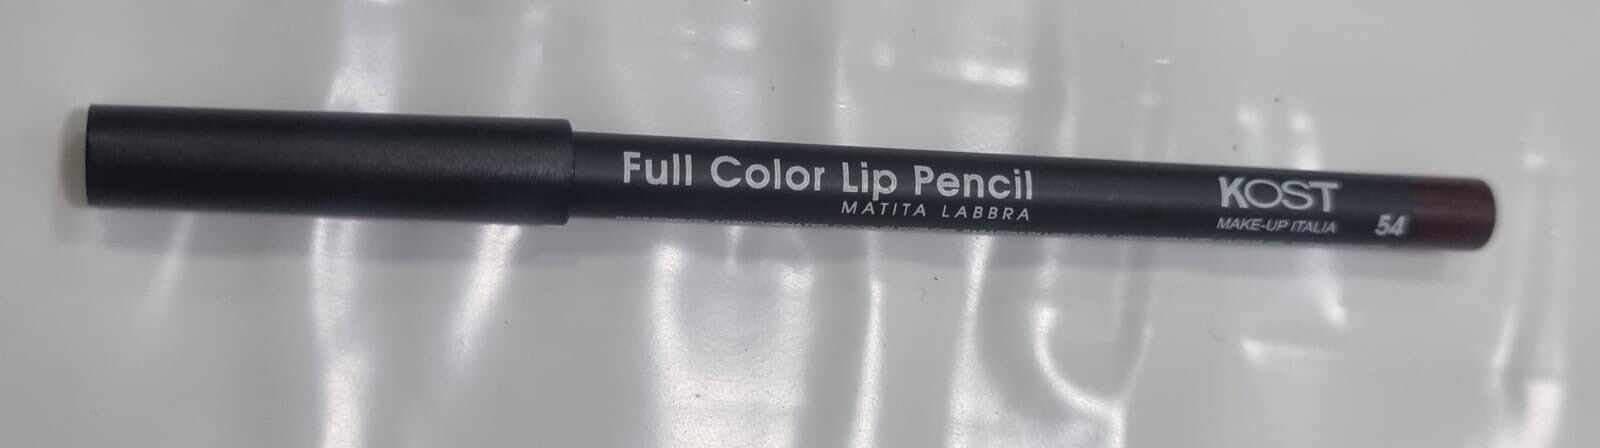 Full Color Lip Pencil
MATITA LABBRA
KOST
MAKE-UP ITALIA
54